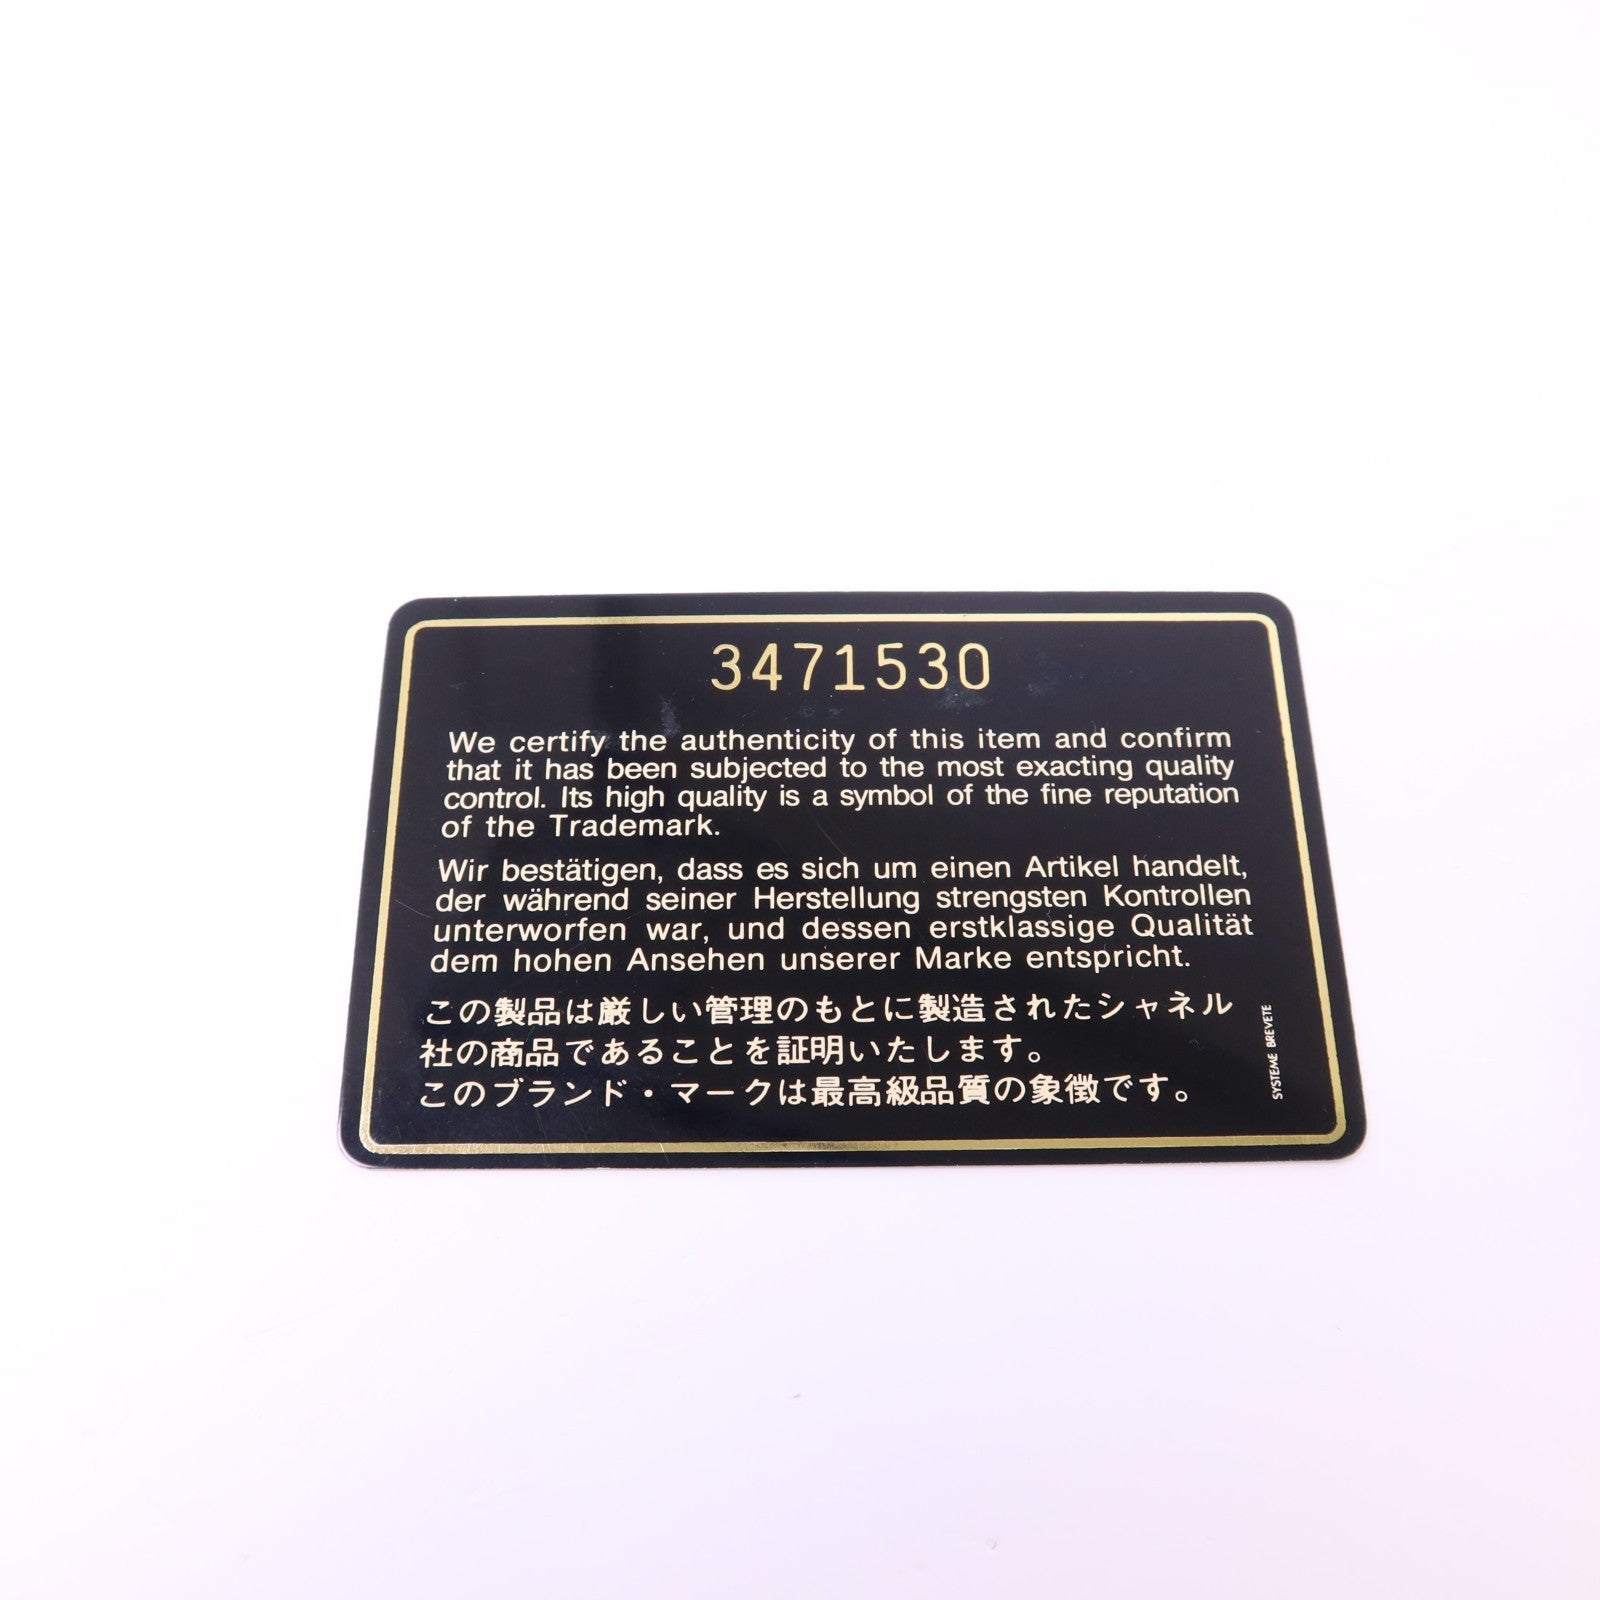 3471530
We certify the authenticity of this item and confirm
that it has been subjected to the most exacting quality
control. Its high quality is a symbol of the fine reputation
of the Trademark.
Wir bestätigen, dass es sich um einen Artikel handelt,
der während seiner Herstellung strengsten Kontrollen
unterworfen war, und dessen erstklassige Qualität
dem hohen Ansehen unserer Marke entspricht.
この製品は厳しい管理のもとに製造されたシャネル
社の商品であることを証明いたします。
このブランド・マークは最高級品質の象徴です。
SYSTEME BREVETE